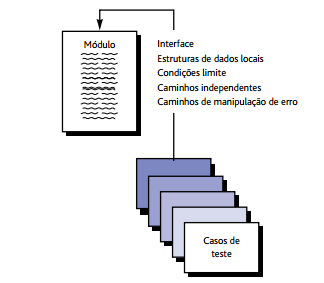 Módulo
Interface
Estruturas de dados locais
Condições limite
Caminhos independentes
Caminhos de manipulação de erro
Casos de
teste